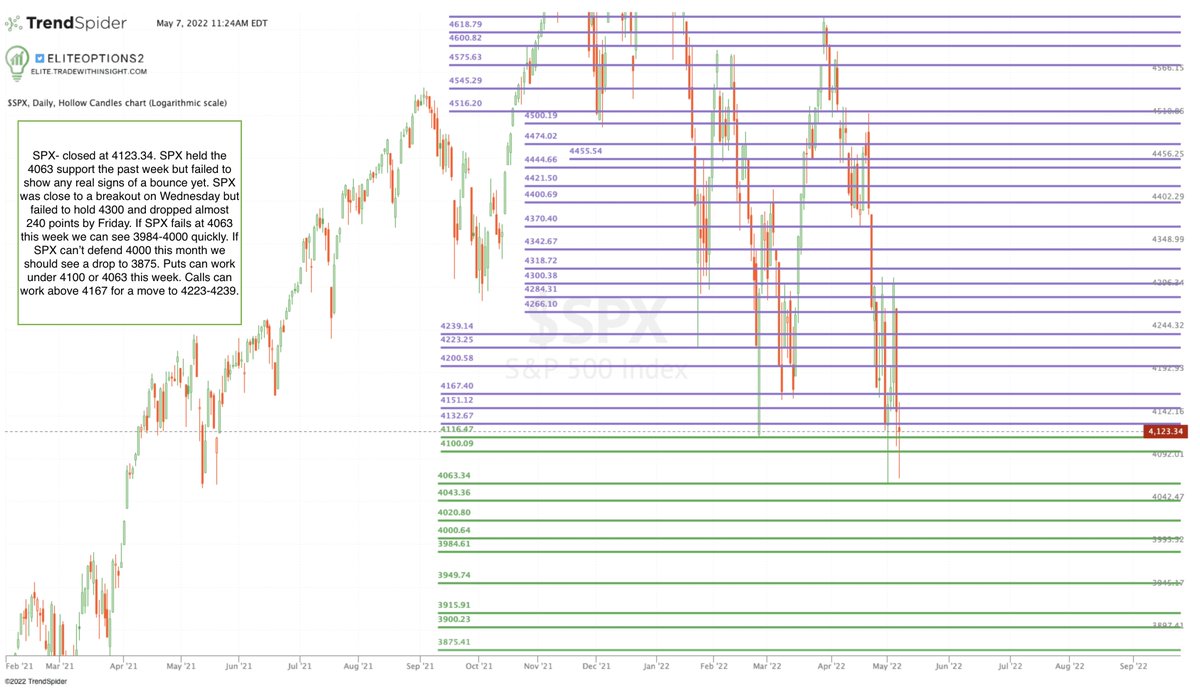 TrendSpider
May 7, 2022 11:24AM EDT
ELITEOPTIONS2
ELITE.TRADEWITHINSIGHT.COM
$SPX, Daily, Hollow Candles chart (Logarithmic scale)
SPX- closed at 4123.34. SPX held the
4063 support the past week but failed to
show any real signs of a bounce yet. SPX
was close to a breakout on Wednesday but
failed to hold 4300 and dropped almost
240 points by Friday. If SPX fails at 4063
this week we can see 3984-4000 quickly. If
SPX can't defend 4000 this month we
should see a drop to 3875. Puts can work
under 4100 or 4063 this week. Calls can
work above 4167 for a move to 4223-4239.
4618.79
4600.82
4575.63
4545.29
4516.20
4500.19
4474.02
4455.54
4444.66
4421.50
4400.69
4370.40
4342.67
4318.72
4300.38
4284.31
4266.10
4239.14
4223.25
4200.58
4167.40
4151.12
4132.67
4116.47
4100.09
4063.34
4043.36
4020.80
4000.64
3984.61
3949.74
3915.91
3900.23
3875.41
$SPX
S&P 500 Index
4566.15
4510.86
4456.25
4402.29
4348.99
4296.34
4244.32
4192.93
4142.16
4,123.34
4092.01
4042.47
3993.52
3945.17
3897.41
Feb '21
Mar '21
Apr '21
May '21
Jun '21
Jul '21
Aug '21
Sep '21
Oct '21
Nov '21
Dec '21
Jan '22
Feb '22
Mar '22
Apr '22
May '22
Jun '22
Jul '22
Aug '22
Sep '22
©2022 TrendSpider